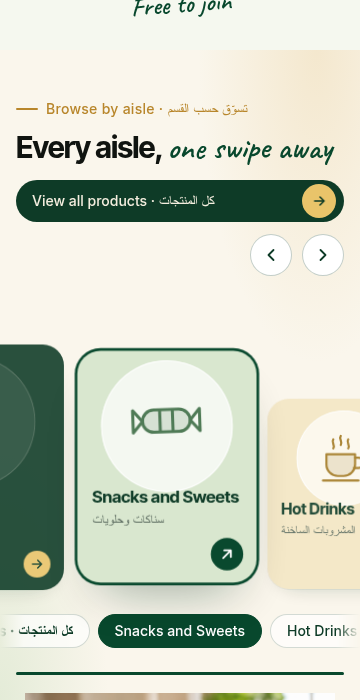 Free to join
Browse by aisle · تسوّق حسب القسم
Every aisle, one swipe away
View all products · كل المنتجات
Snacks and Sweets
سناكات وحلويات
Hot Drinks
المشروبات الساخنة
s · كل المنتجات
Snacks and Sweets
Hot Drinks